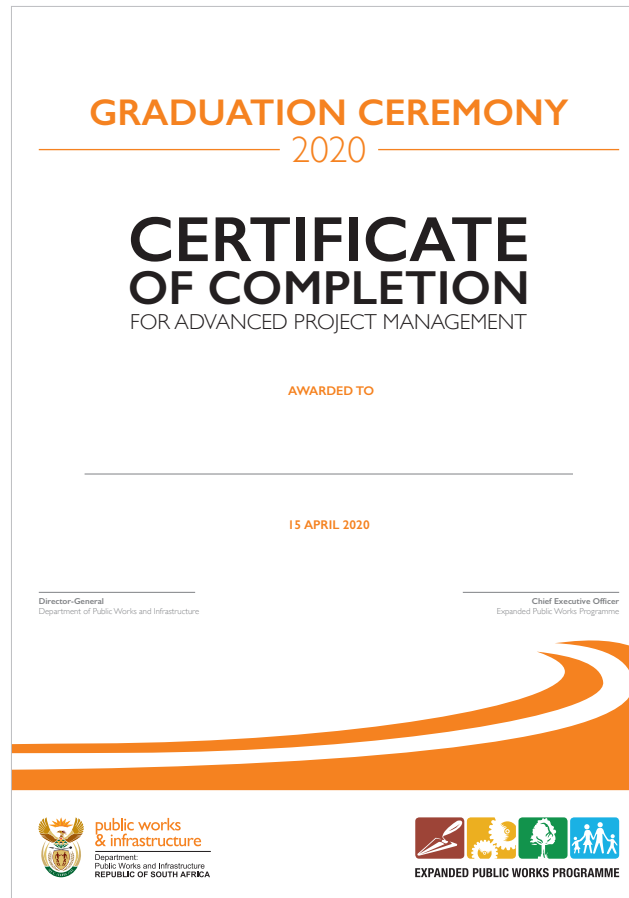 GRADUATION CEREMONY
2020
CERTIFICATE
OF COMPLETION
FOR ADVANCED PROJECT MANAGEMENT
AWARDED TO
15 APRIL 2020
Director-General
Department of Public Works and Infrastructure
Chief Executive Officer
Expanded Public Works Programme
public works
& infrastructure
Department:
Public Works and Infrastructure
REPUBLIC OF SOUTH AFRICA
EXPANDED PUBLIC WORKS PROGRAMME